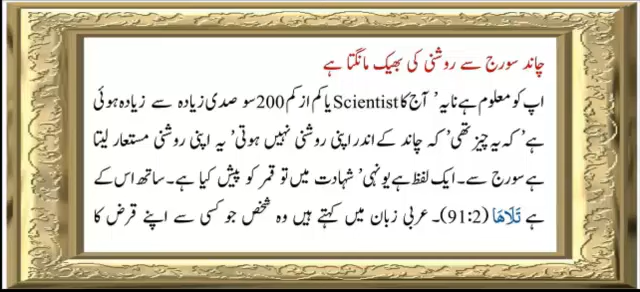 چاند سورج سے روشنی کی بھیک مانگتا ہے
اپ کو معلوم ہے نا یہ' آج کا Scientist یا کم از کم 200 سو صدی زیادہ سے زیادہ ہوئی
ہے' کہ یہ چیز تھی' کہ چاند کے اندر اپنی روشنی نہیں ہوتی' یہ اپنی روشنی مستعار لیتا
ہے سورج سے۔ ایک لفظ ہے یونہی' شہادت میں تو قمر کو پیش کیا ہے۔ ساتھ اس کے
ہے تَلَاهَا (91:2)۔ عربی زبان میں کہتے ہیں وہ شخص جو کسی سے اپنے قرض کا